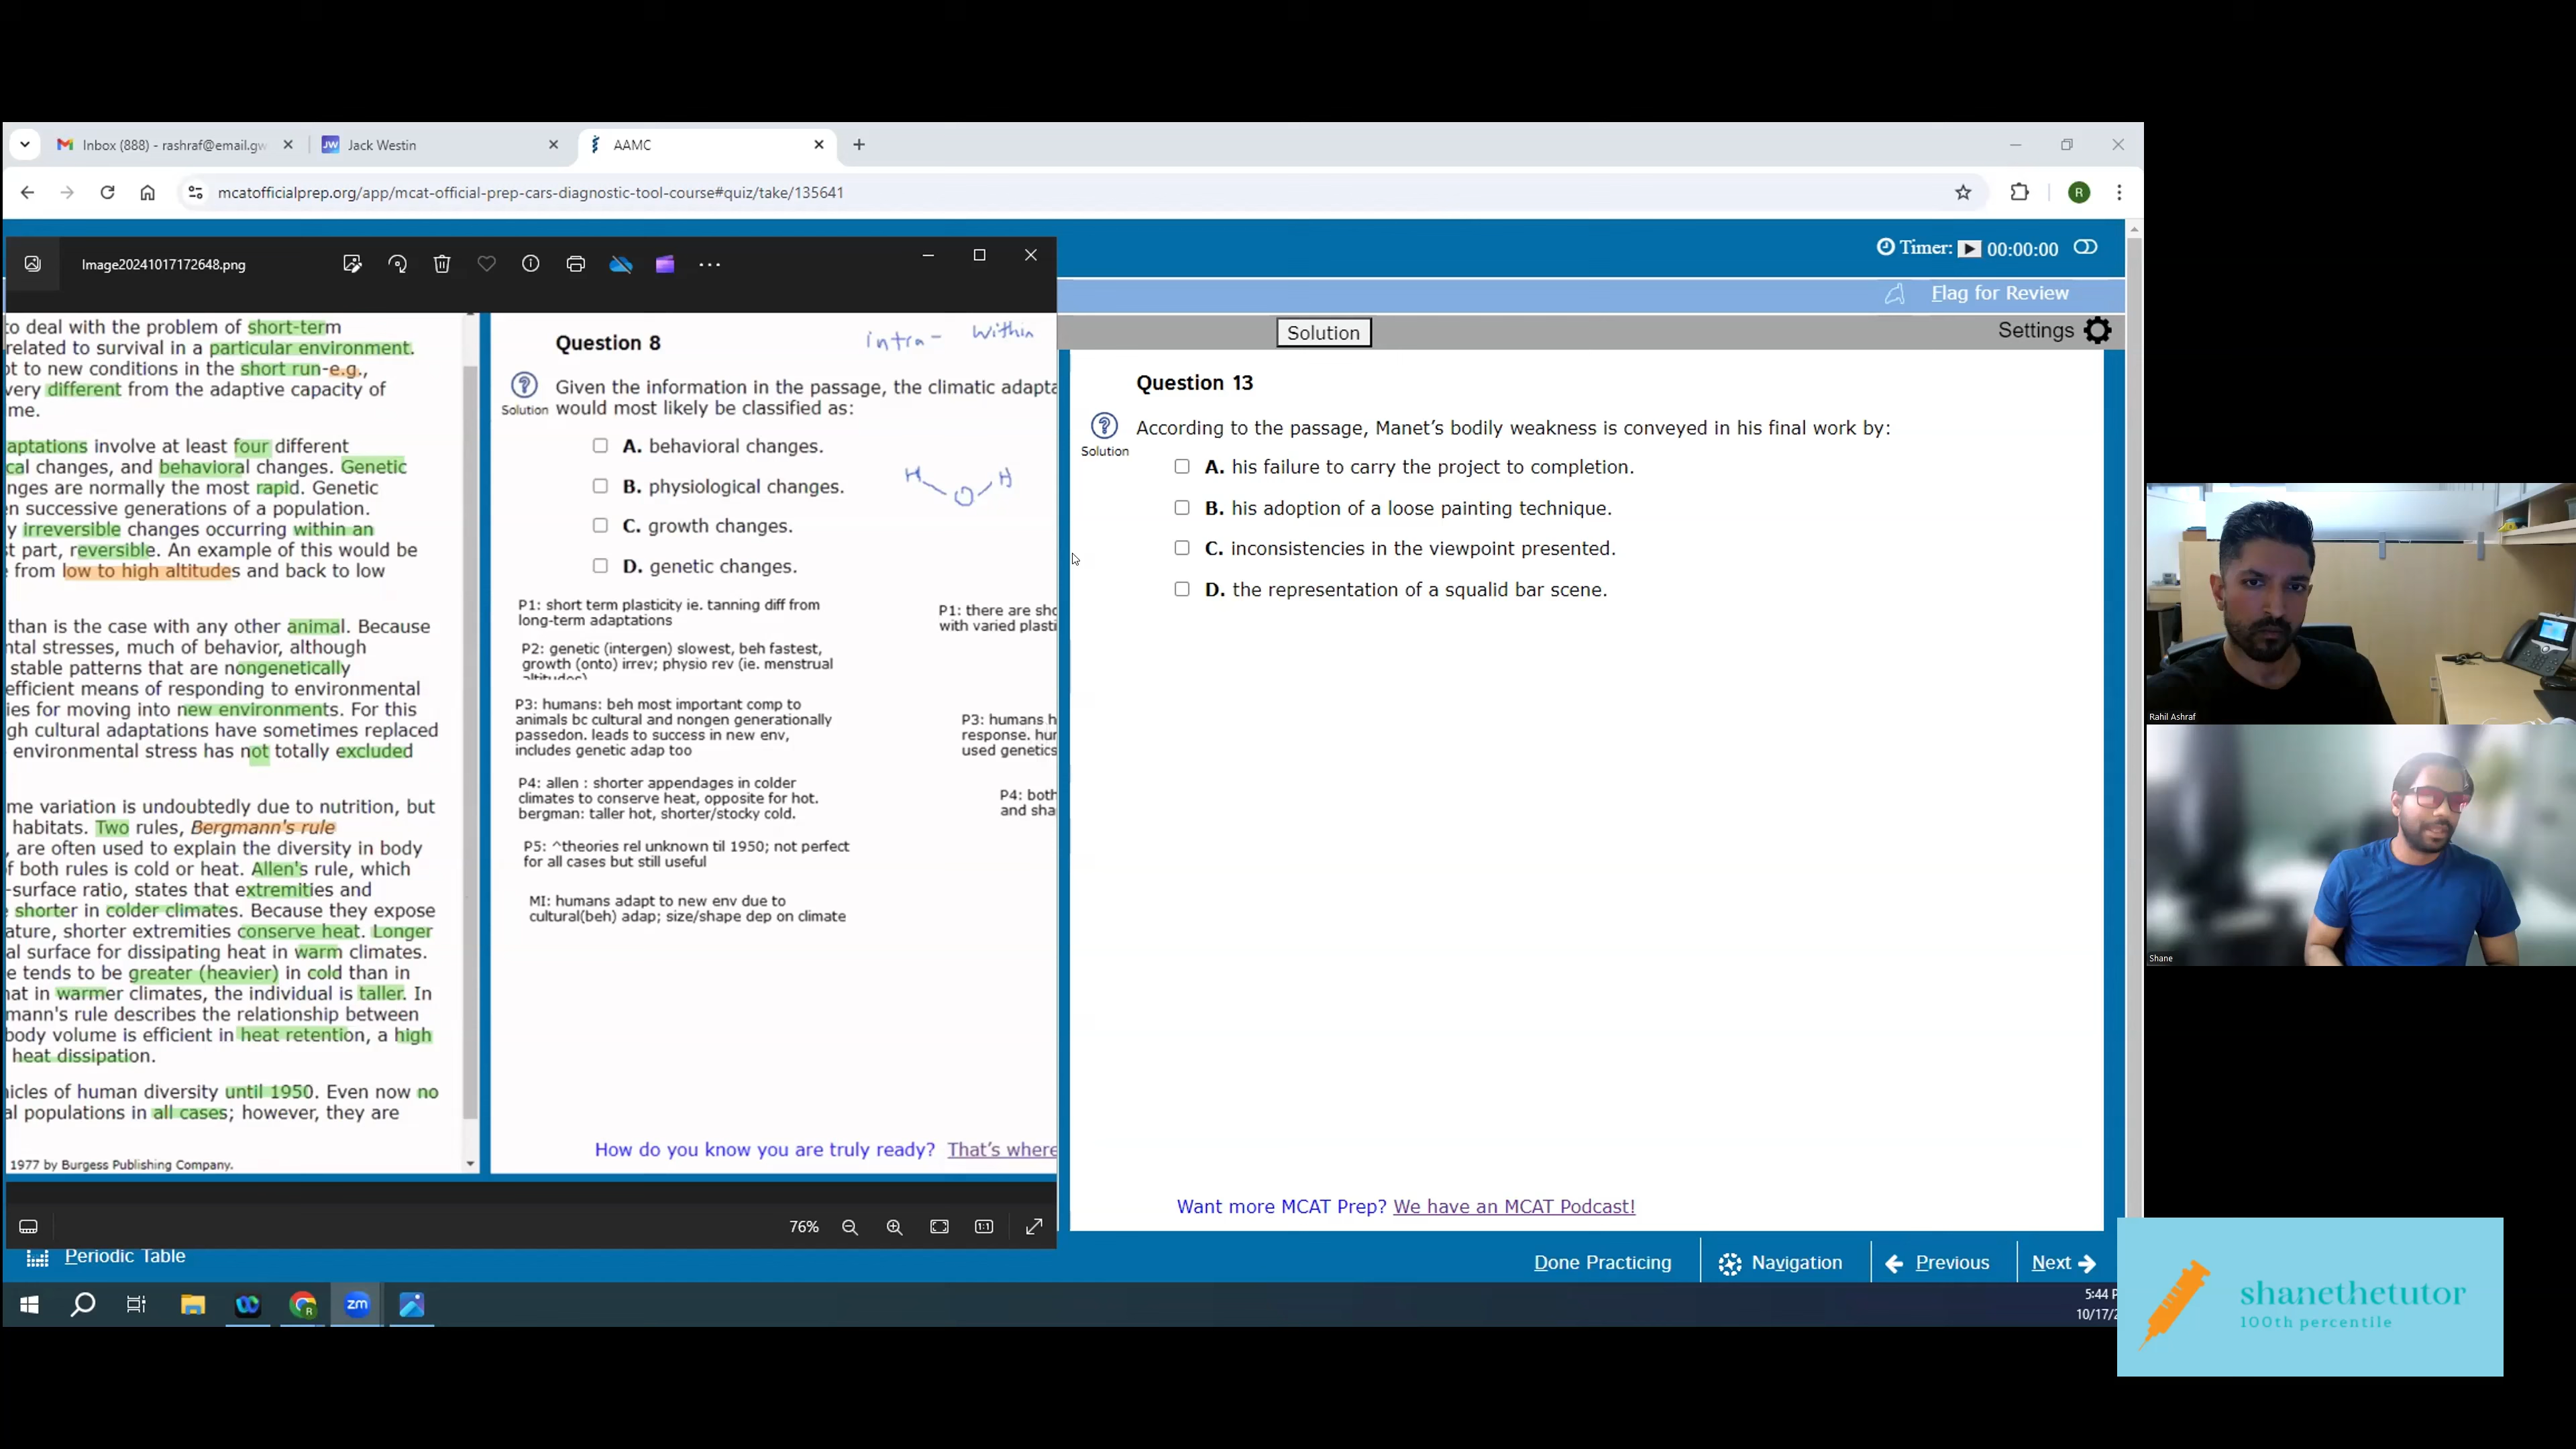 Inbox (888) - rashraf@email.gw
Jack Westin
AAMC
mcatofficialprep.org/app/mcat-official-prep-cars-diagnostic-tool-course#quiz/take/135641
R
Timer: 00:00:00
Flag for Review
Solution
Settings
Image20241017172648.png
to deal with the problem of short-term
related to survival in a particular environment.
pt to new conditions in the short run-e.g.,
very different from the adaptive capacity of
me.
aptations involve at least four different
cal changes, and behavioral changes. Genetic
nges are normally the most rapid. Genetic
en successive generations of a population.
y irreversible changes occurring within an
st part, reversible. An example of this would be
e from low to high altitudes and back to low
than is the case with any other animal. Because
ntal stresses, much of behavior, although
stable patterns that are nongenetically
efficient means of responding to environmental
ies for moving into new environments. For this
gh cultural adaptations have sometimes replaced
environmental stress has not totally excluded
me variation is undoubtedly due to nutrition, but
habitats. Two rules, Bergmann's rule
, are often used to explain the diversity in body
f both rules is cold or heat. Allen's rule, which
-surface ratio, states that extremities and
e shorter in colder climates. Because they expose
ature, shorter extremities conserve heat. Longer
al surface for dissipating heat in warm climates.
e tends to be greater (heavier) in cold than in
hat in warmer climates, the individual is taller. In
mann's rule describes the relationship between
body volume is efficient in heat retention, a high
heat dissipation.
nicles of human diversity until 1950. Even now no
al populations in all cases; however, they are
1977 by Burgess Publishing Company.
Question 8
intra- within
Solution
Given the information in the passage, the climatic adapta
would most likely be classified as:
A. behavioral changes.
B. physiological changes.
C. growth changes.
D. genetic changes.
H O H
P1: short term plasticity ie. tanning diff from
long-term adaptations
P2: genetic (intergen) slowest, beh fastest,
growth (onto) irrev; physio rev (ie. menstrual
altitudes)
P3: humans: beh most important comp to
animals bc cultural and nongen generationally
passedon. leads to success in new env,
includes genetic adap too
P4: allen : shorter appendages in colder
climates to conserve heat, opposite for hot.
bergman: taller hot, shorter/stocky cold.
P5: ^theories rel unknown til 1950; not perfect
for all cases but still useful
MI: humans adapt to new env due to
cultural(beh) adap; size/shape dep on climate
P1: there are sho
with varied plasti
P3: humans h
response. hur
used genetics
P4: both
and sha
How do you know you are truly ready? That's where
76%
1:1
Question 13
Solution
According to the passage, Manet's bodily weakness is conveyed in his final work by:
A. his failure to carry the project to completion.
B. his adoption of a loose painting technique.
C. inconsistencies in the viewpoint presented.
D. the representation of a squalid bar scene.
Want more MCAT Prep? We have an MCAT Podcast!
Periodic Table
Done Practicing
Navigation
Previous
Next
zm
5:44 P
10/17/2
Rahil Ashraf
Shane
shanethetutor
100th percentile